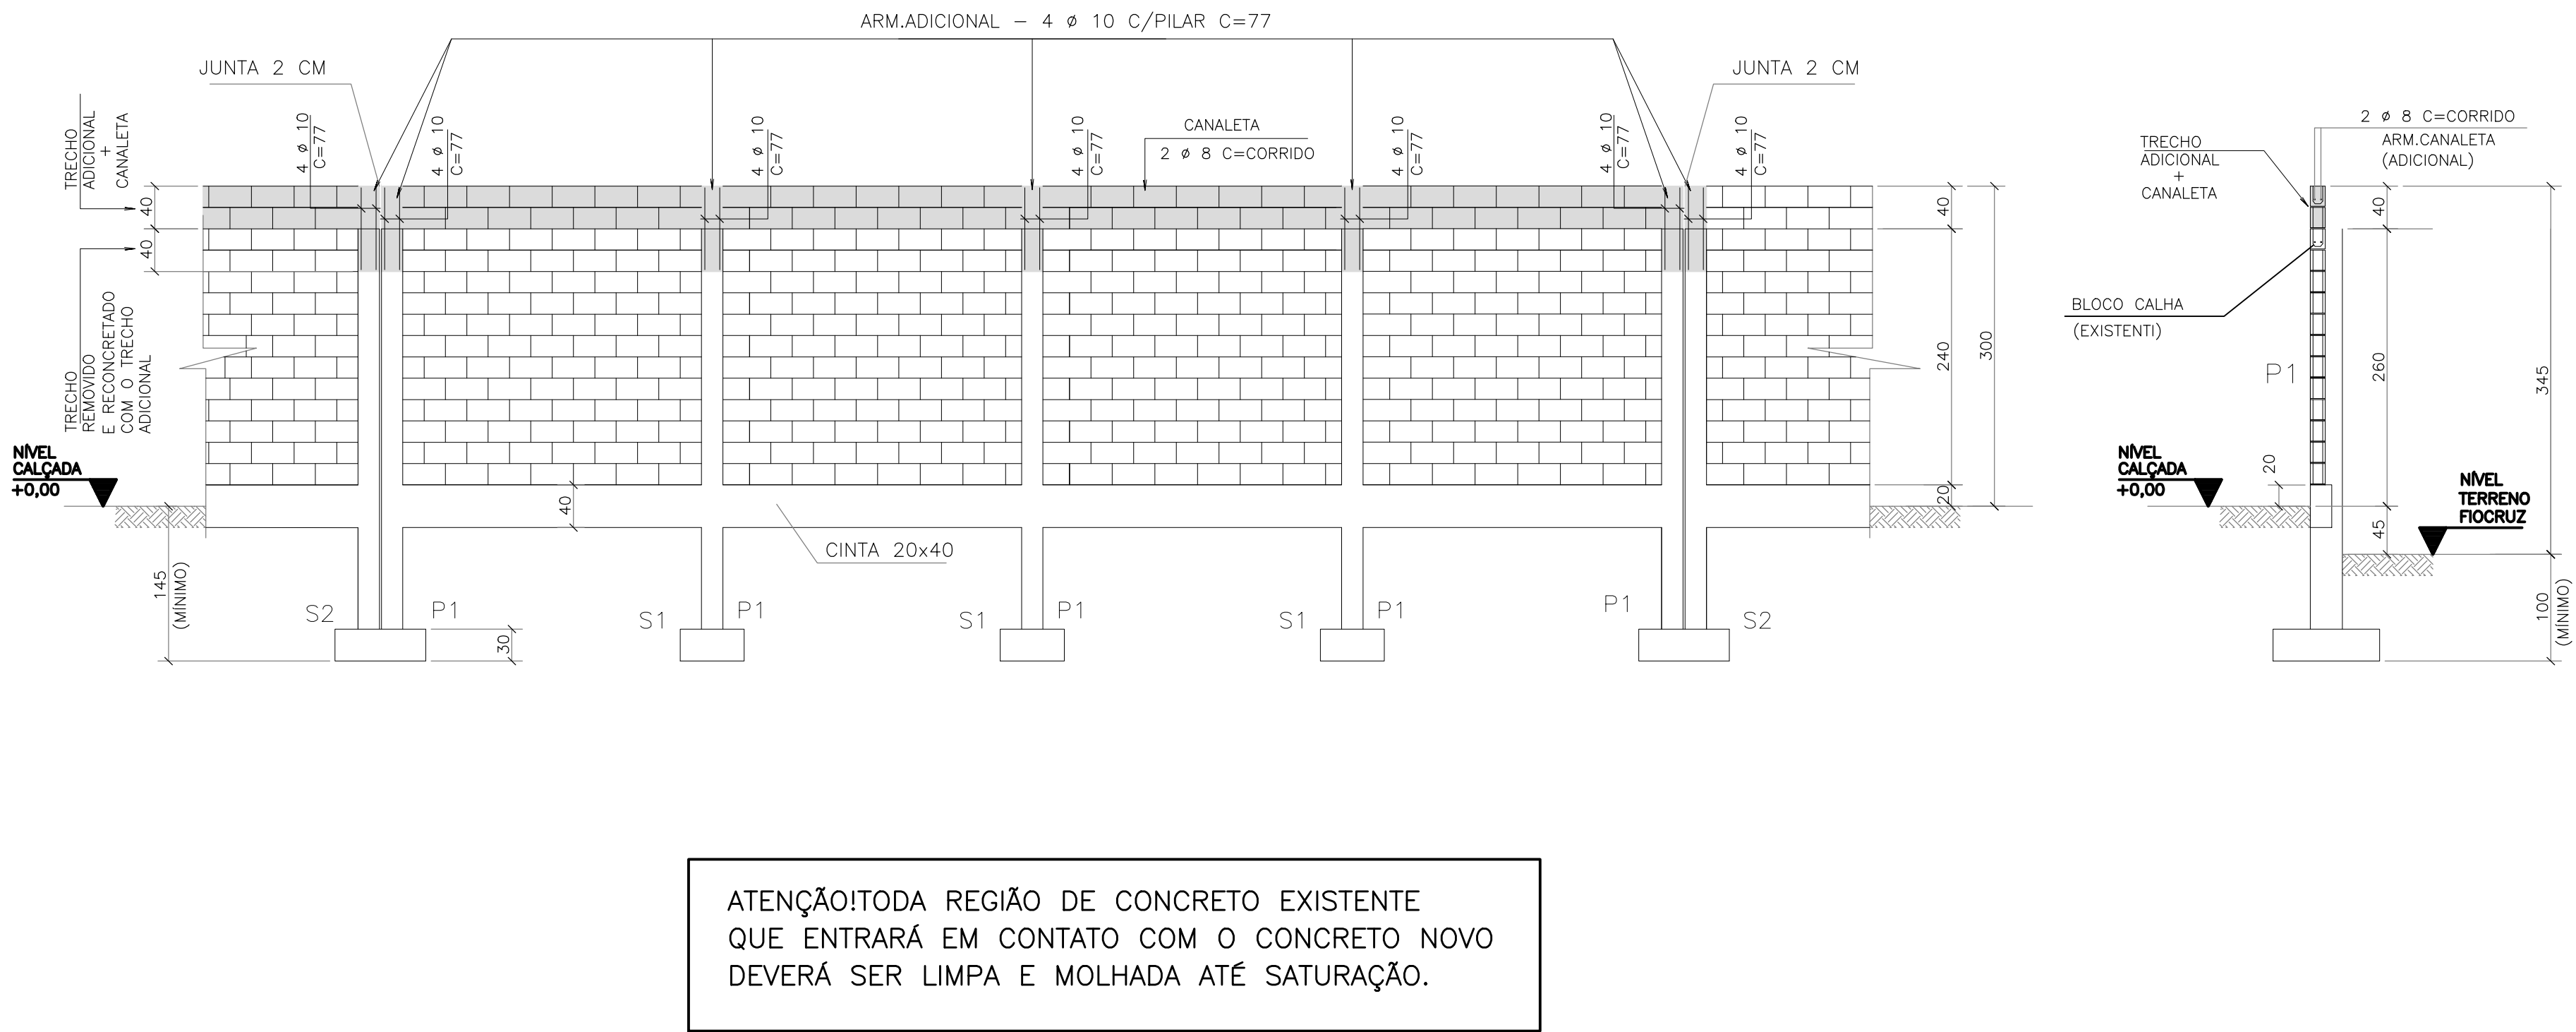 ARM.ADICIONAL – 4 ø 10 C/PILAR C=77
JUNTA 2 CM
JUNTA 2 CM
TRECHO
ADICIONAL
+
CANALETA
4 ø 10
C=77
4 ø 10
C=77
4 ø 10
C=77
4 ø 10
C=77
CANALETA
2 ø 8 C=CORRIDO
4 ø 10
C=77
4 ø 10
C=77
4 ø 10
C=77
40
40
TRECHO
REMOVIDO
E RECONCRETADO
COM O TRECHO
ADICIONAL
NÍVEL
CALÇADA
+0,00
145
(MÍNIMO)
40
CINTA 20x40
S2
P1
30
S1
P1
S1
P1
S1
P1
P1
S2
40
240
20
300
2 ø 8 C=CORRIDO
ARM.CANALETA
(ADICIONAL)
TRECHO
ADICIONAL
+
CANALETA
BLOCO CALHA
(EXISTENTI)
P1
NÍVEL
CALÇADA
+0,00
20
40
260
45
345
NÍVEL
TERRENO
FIOCRUZ
100
(MÍNIMO)
ATENÇÃO!TODA REGIÃO DE CONCRETO EXISTENTE
QUE ENTRARÁ EM CONTATO COM O CONCRETO NOVO
DEVERÁ SER LIMPA E MOLHADA ATÉ SATURAÇÃO.